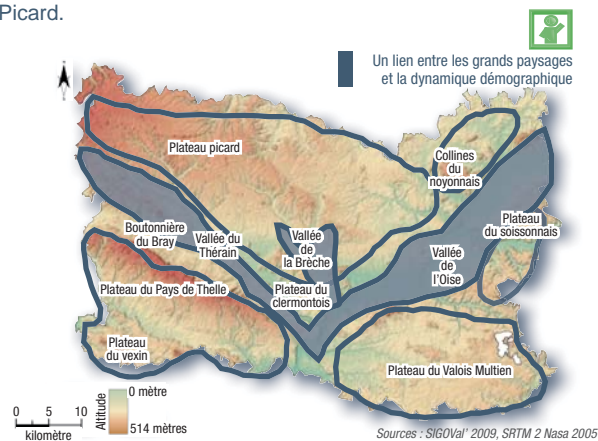 Picard.
Un lien entre les grands paysages
et la dynamique démographique
Plateau picard
Collines
du
noyonnais
Boutonnière
du Bray
Vallée du
Thérain
Vallée
de
la Brèche
Plateau
du soissonnais
Vallée
de
l'Oise
Plateau du Pays de Thelle
Plateau du
clermontois
Plateau
du vexin
Plateau du Valois Multien
0 5 10
kilomètre
Altitude
0 mètre
514 mètres
Sources : SIGOVal' 2009, SRTM 2 Nasa 2005